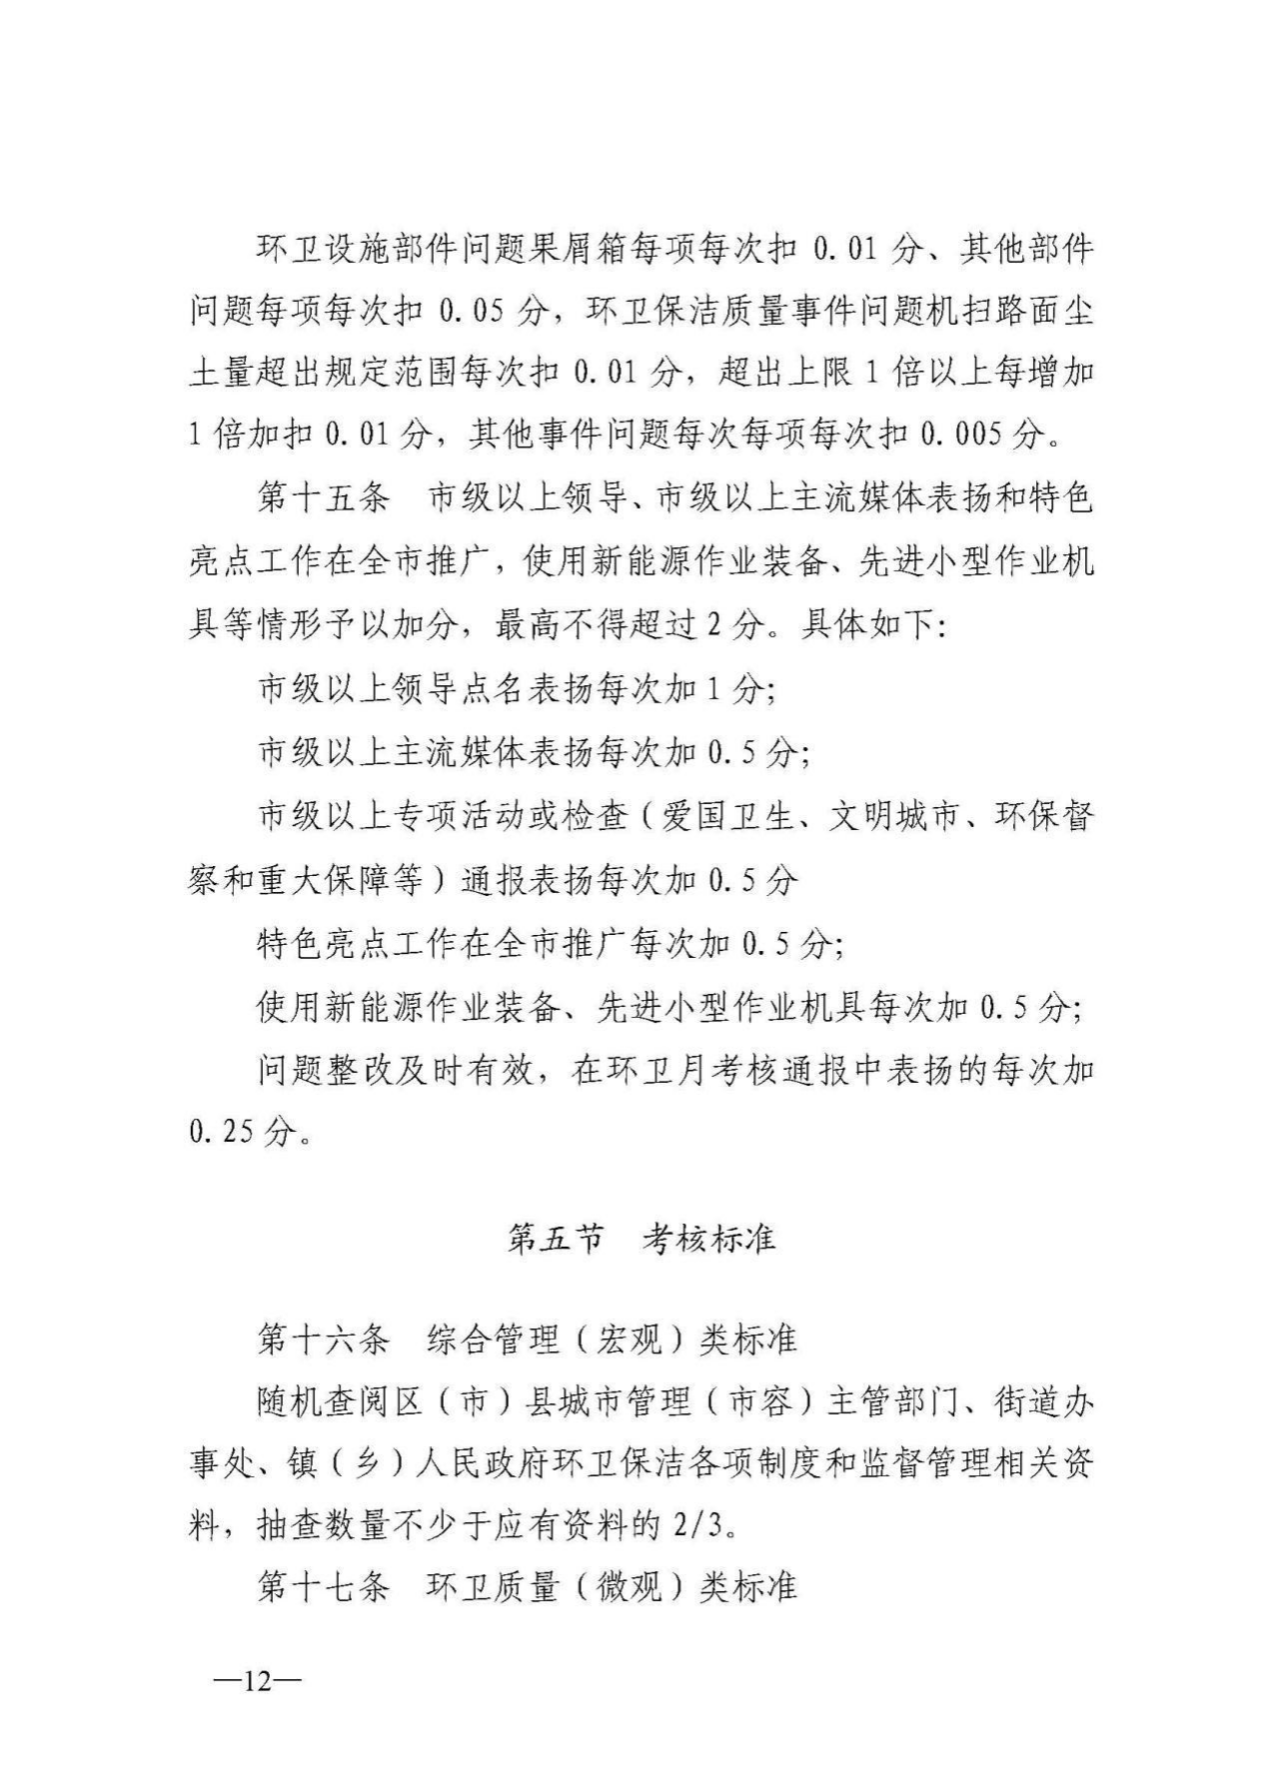 环卫设施部件问题果屑箱每项每次扣 0.01 分、其他部件
问题每项每次扣 0.05 分，环卫保洁质量事件问题机扫路面尘
土量超出规定范围每次扣 0.01 分，超出上限 1 倍以上每增加
1 倍加扣 0.01 分，其他事件问题每次每项每次扣 0.005 分。
第十五条　市级以上领导、市级以上主流媒体表扬和特色
亮点工作在全市推广，使用新能源作业装备、先进小型作业机
具等情形予以加分，最高不得超过 2 分。具体如下：
市级以上领导点名表扬每次加 1 分；
市级以上主流媒体表扬每次加 0.5 分；
市级以上专项活动或检查（爱国卫生、文明城市、环保督
察和重大保障等）通报表扬每次加 0.5 分
特色亮点工作在全市推广每次加 0.5 分；
使用新能源作业装备、先进小型作业机具每次加 0.5 分；
问题整改及时有效，在环卫月考核通报中表扬的每次加
0.25 分。
第五节　考核标准
第十六条　综合管理（宏观）类标准
随机查阅区（市）县城市管理（市容）主管部门、街道办
事处、镇（乡）人民政府环卫保洁各项制度和监督管理相关资
料，抽查数量不少于应有资料的 2/3。
第十七条　环卫质量（微观）类标准
—12—